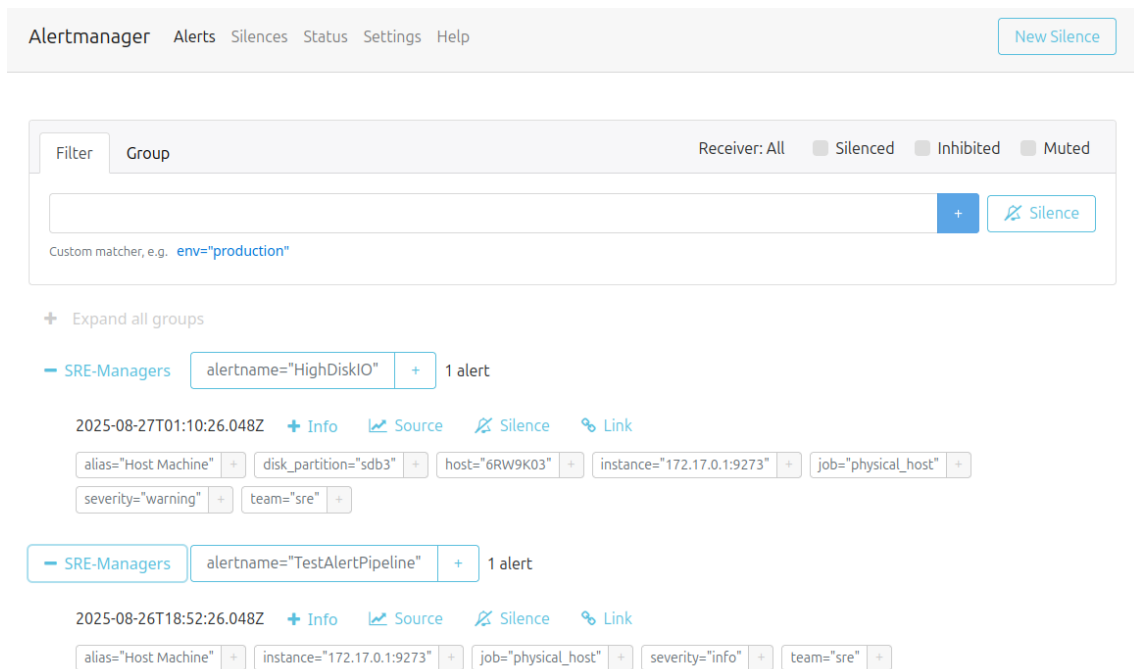 Alertmanager Alerts Silences Status Settings Help New Silence
Filter Group Receiver: All Silenced Inhibited Muted
+ Silence
Custom matcher, e.g. env="production"
+ Expand all groups
− SRE-Managers alertname="HighDiskIO" + 1 alert
2025-08-27T01:10:26.048Z + Info Source Silence Link
alias="Host Machine" + disk_partition="sdb3" + host="6RW9K03" + instance="172.17.0.1:9273" + job="physical_host" +
severity="warning" + team="sre" +
− SRE-Managers alertname="TestAlertPipeline" + 1 alert
2025-08-26T18:52:26.048Z + Info Source Silence Link
alias="Host Machine" + instance="172.17.0.1:9273" + job="physical_host" + severity="info" + team="sre" +